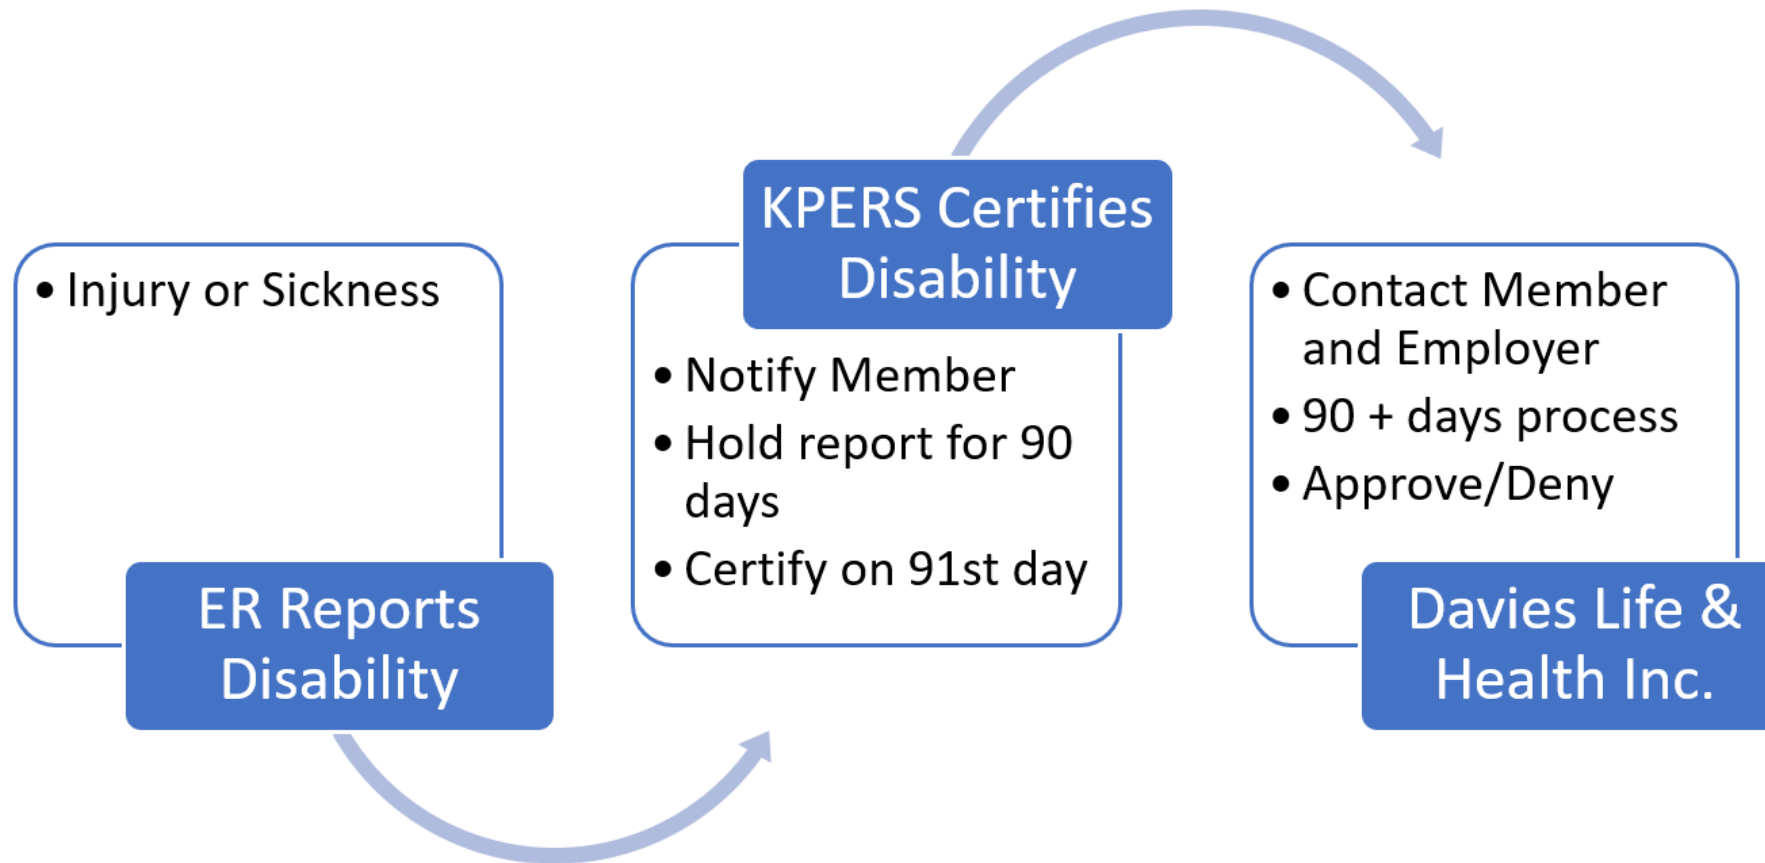 • Injury or Sickness
ER Reports
Disability
KPERS Certifies
Disability
• Notify Member
• Hold report for 90
days
• Certify on 91st day
• Contact Member
and Employer
• 90 + days process
• Approve/Deny
Davies Life &
Health Inc.